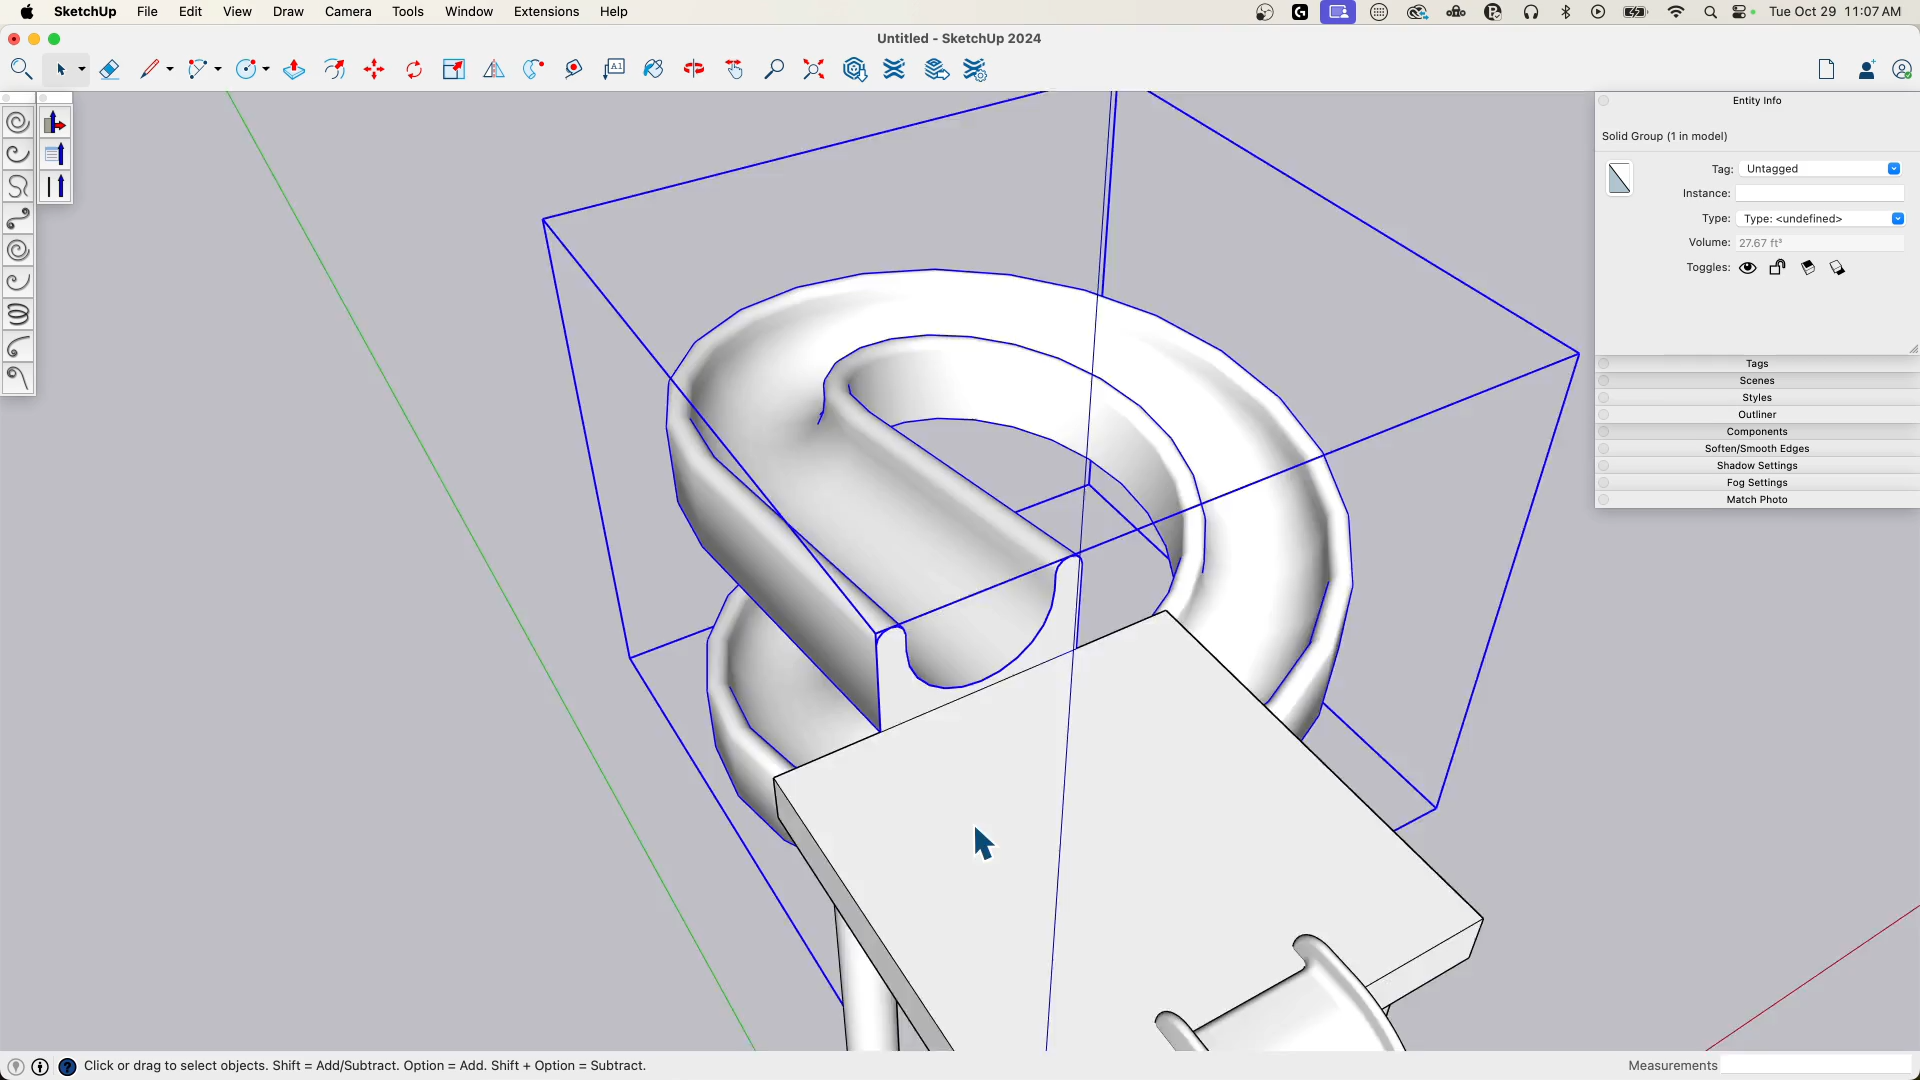 SketchUp File Edit View Draw Camera Tools Window Extensions Help
Tue Oct 29 11:07 AM
Untitled - SketchUp 2024
A1
Entity Info
Solid Group (1 in model)
Tag: Untagged
Instance:
Type: Type: <undefined>
Volume: 27.67 ft³
Toggles:
Tags
Scenes
Styles
Outliner
Components
Soften/Smooth Edges
Shadow Settings
Fog Settings
Match Photo
Click or drag to select objects. Shift = Add/Subtract. Option = Add. Shift + Option = Subtract.
Measurements